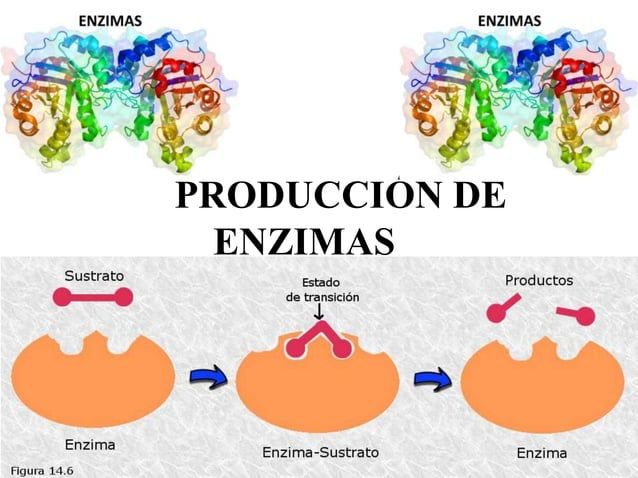 ENZIMAS
ENZIMAS
PRODUCCIÓN DE
ENZIMAS
Sustrato
Estado
de transición
Productos
Enzima
Enzima-Sustrato
Enzima
Figura 14.6